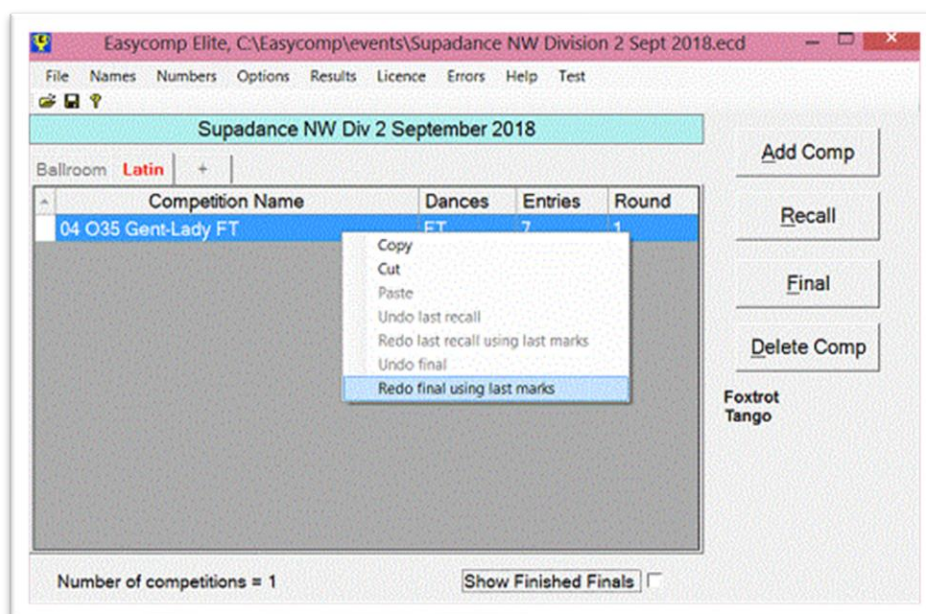 Easycomp Elite, C:\Easycomp\events\Supadance NW Division 2 Sept 2018.ecd
File Names Numbers Options Results Licence Errors Help Test
Supadance NW Div 2 September 2018
Ballroom Latin +
Competition Name Dances Entries Round
04 O35 Gent-Lady FT FT 7 1
Copy
Cut
Paste
Undo last recall
Redo last recall using last marks
Undo final
Redo final using last marks
Add Comp
Recall
Final
Delete Comp
Foxtrot
Tango
Number of competitions = 1
Show Finished Finals